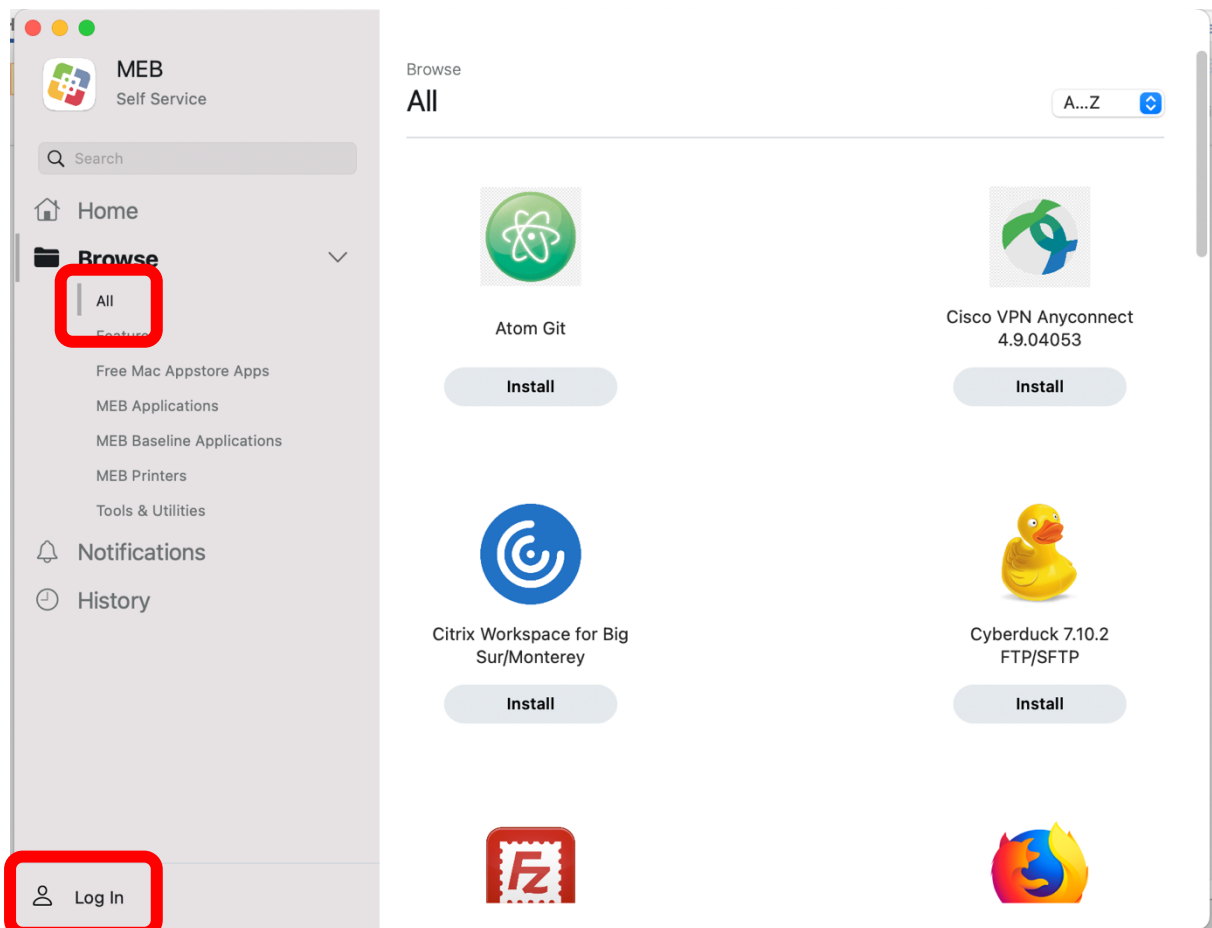 MEB
Self Service
Search
Home
Browse
All
Free Mac Appstore Apps
MEB Applications
MEB Baseline Applications
MEB Printers
Tools & Utilities
Notifications
History
Log In
Browse
All
A...Z
Atom Git
Install
Cisco VPN Anyconnect
4.9.04053
Install
Citrix Workspace for Big
Sur/Monterey
Install
Cyberduck 7.10.2
FTP/SFTP
Install
Fz